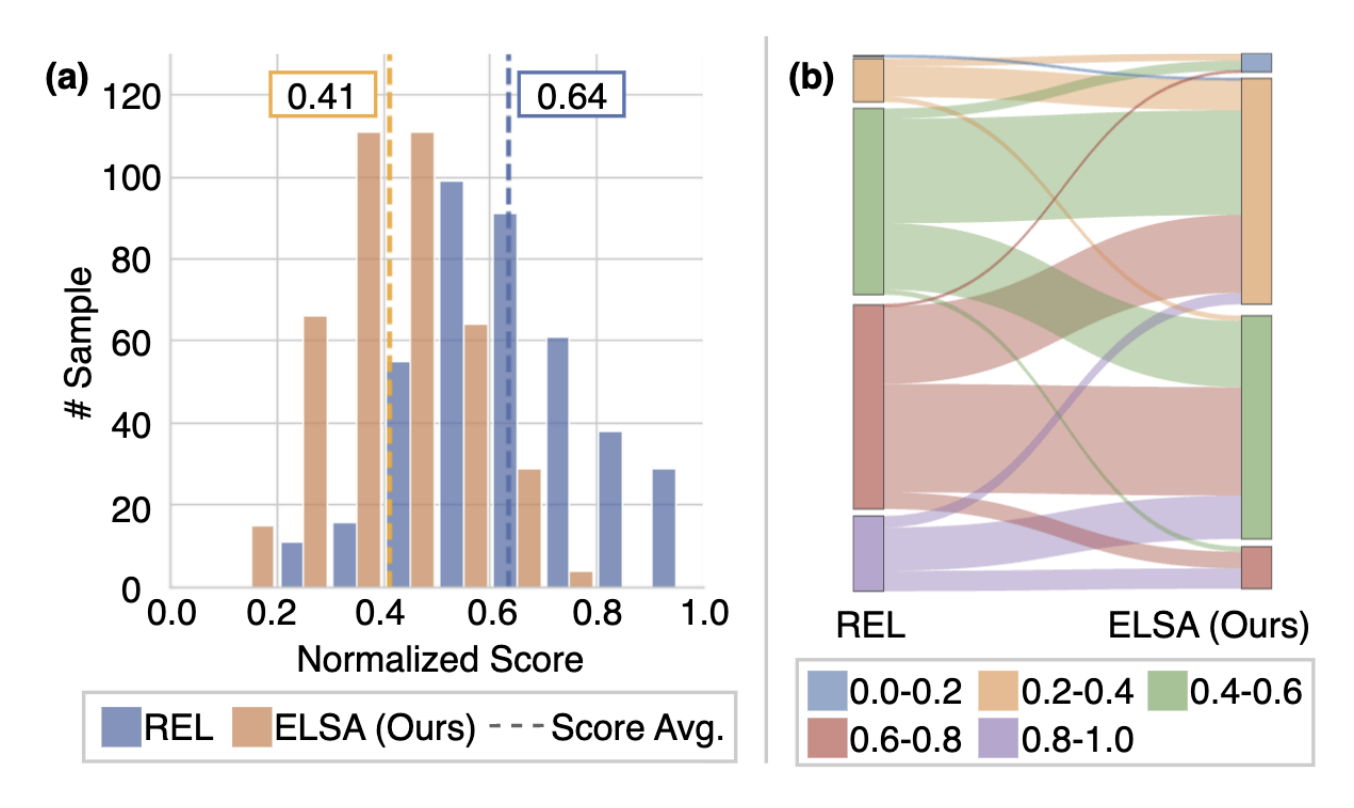 (a)
0.41
0.64
120
100
80
60
40
20
0
# Sample
0.0 0.2 0.4 0.6 0.8 1.0
Normalized Score
REL ELSA (Ours) Score Avg.
(b)
REL ELSA (Ours)
0.0-0.2 0.2-0.4 0.4-0.6
0.6-0.8 0.8-1.0